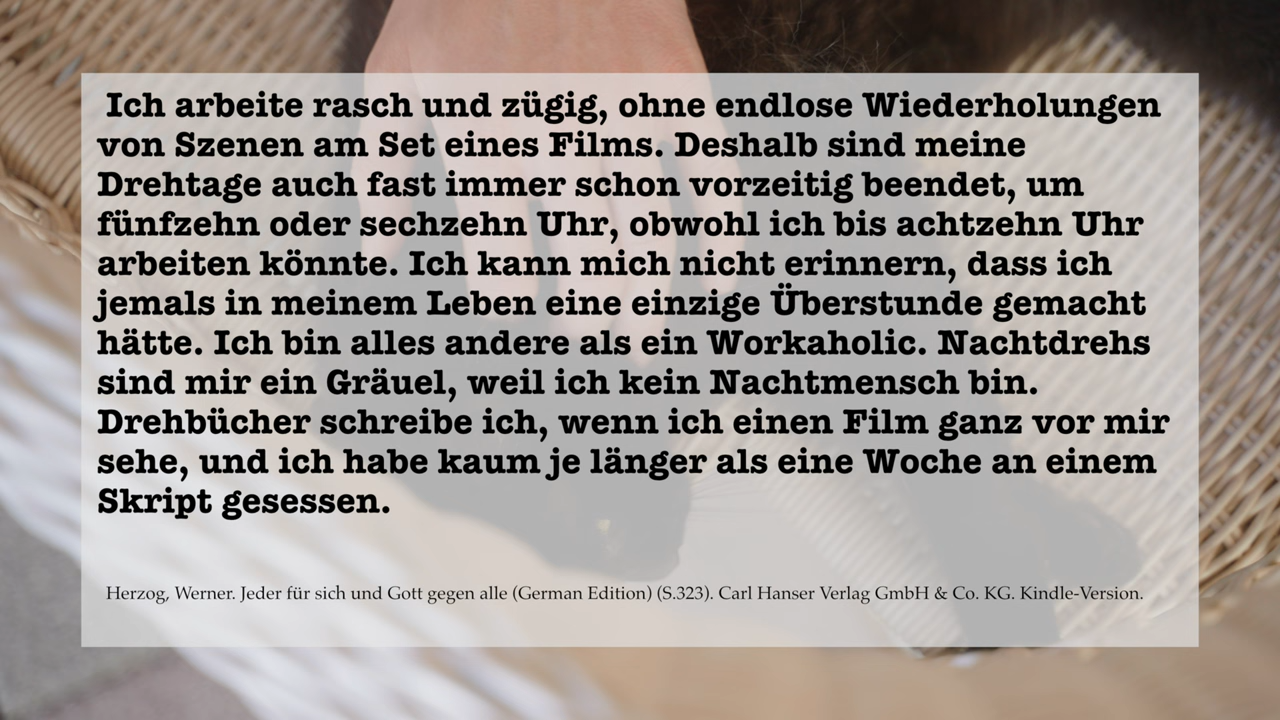 Ich arbeite rasch und zügig, ohne endlose Wiederholungen
von Szenen am Set eines Films. Deshalb sind meine
Drehtage auch fast immer schon vorzeitig beendet, um
fünfzehn oder sechzehn Uhr, obwohl ich bis achtzehn Uhr
arbeiten könnte. Ich kann mich nicht erinnern, dass ich
jemals in meinem Leben eine einzige Überstunde gemacht
hätte. Ich bin alles andere als ein Workaholic. Nachtdrehs
sind mir ein Gräuel, weil ich kein Nachtmensch bin.
Drehbücher schreibe ich, wenn ich einen Film ganz vor mir
sehe, und ich habe kaum je länger als eine Woche an einem
Skript gesessen.
Herzog, Werner. Jeder für sich und Gott gegen alle (German Edition) (S.323). Carl Hanser Verlag GmbH & Co. KG. Kindle-Version.